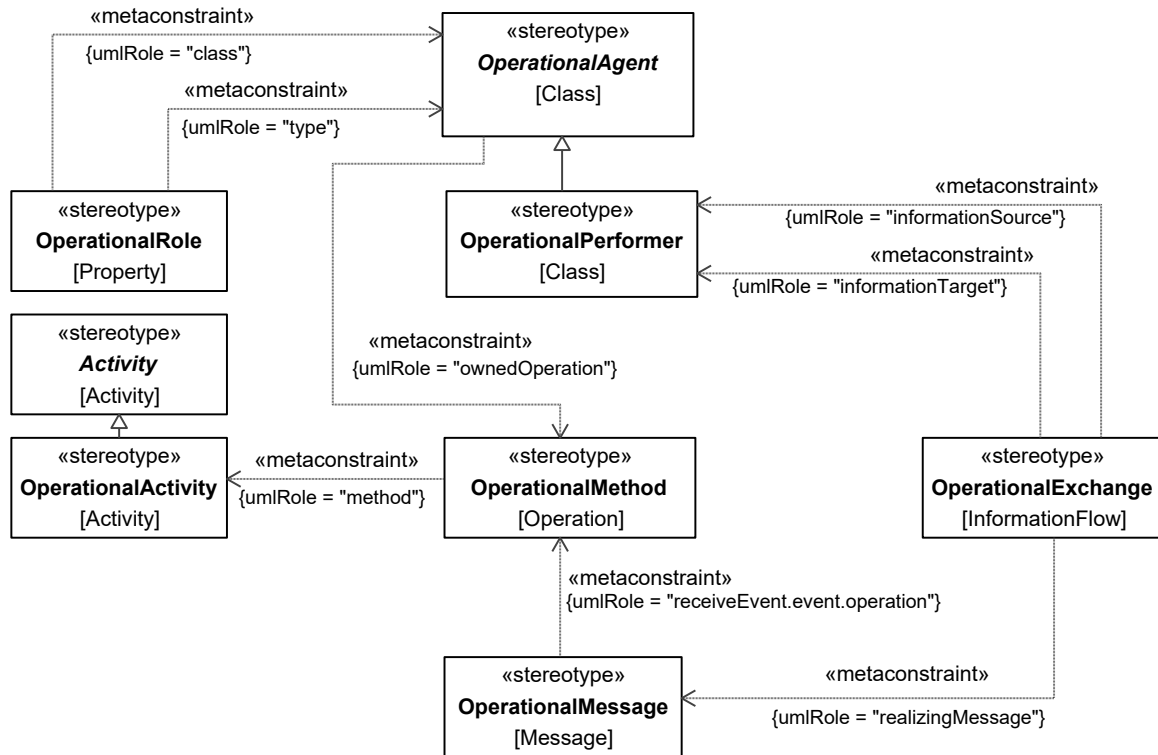 «metaconstraint»
{umlRole = "class"}
«metaconstraint»
{umlRole = "type"}
«stereotype»
OperationalAgent
[Class]
«stereotype»
OperationalRole
[Property]
«stereotype»
OperationalPerformer
[Class]
«metaconstraint»
{umlRole = "informationSource"}
«metaconstraint»
{umlRole = "informationTarget"}
«stereotype»
Activity
[Activity]
«metaconstraint»
{umlRole = "ownedOperation"}
«stereotype»
OperationalActivity
[Activity]
«metaconstraint»
{umlRole = "method"}
«stereotype»
OperationalMethod
[Operation]
«stereotype»
OperationalExchange
[InformationFlow]
«metaconstraint»
{umlRole = "receiveEvent.event.operation"}
«stereotype»
OperationalMessage
[Message]
«metaconstraint»
{umlRole = "realizingMessage"}